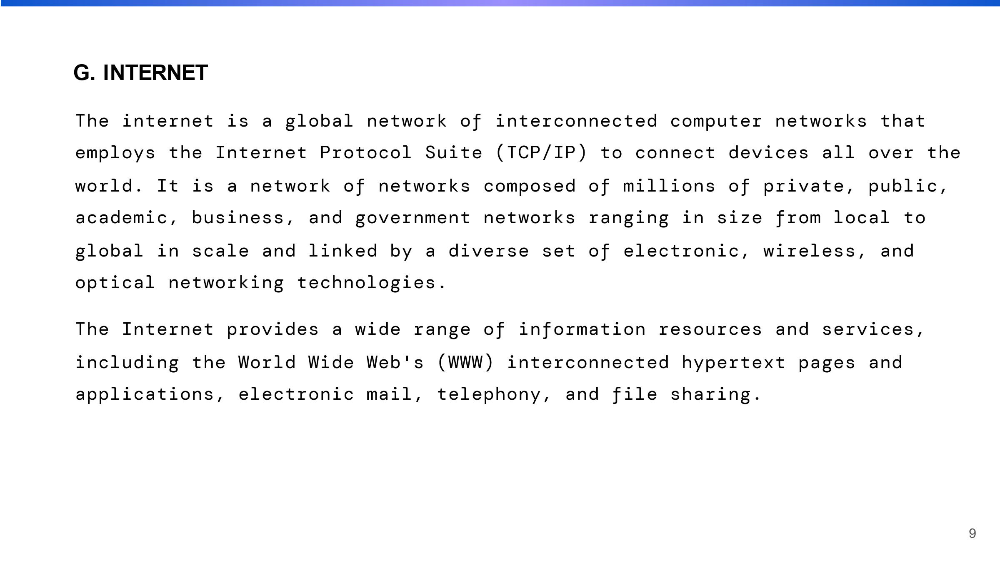 G. INTERNET
The internet is a global network of interconnected computer networks that
employs the Internet Protocol Suite (TCP/IP) to connect devices all over the
world. It is a network of networks composed of millions of private, public,
academic, business, and government networks ranging in size from local to
global in scale and linked by a diverse set of electronic, wireless, and
optical networking technologies.
The Internet provides a wide range of information resources and services,
including the World Wide Web's (WWW) interconnected hypertext pages and
applications, electronic mail, telephony, and file sharing.
9